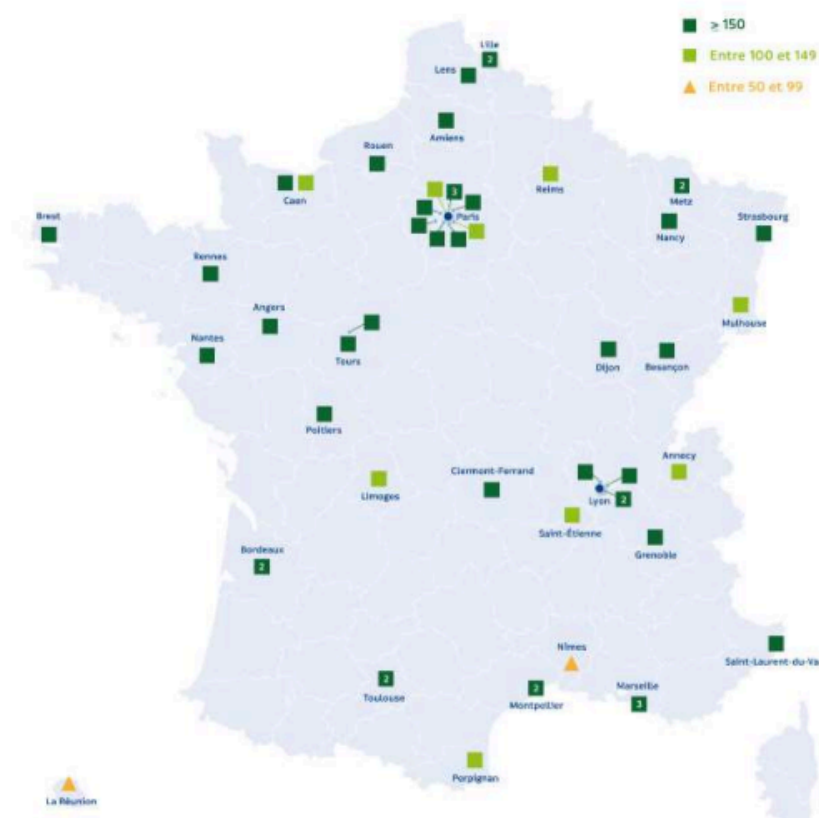 ≥ 150
Entre 100 et 149
Entre 50 et 99
Lille
2
Lens
Amiens
Rouen
Caen
Reims
3
Paris
2
Metz
Nancy
Strasbourg
Brest
Rennes
Angers
Nantes
Tours
Mulhouse
Dijon
Besançon
Poitiers
Limoges
Clermont-Ferrand
Annecy
Lyon
2
Saint-Étienne
Grenoble
Bordeaux
2
Nîmes
Saint-Laurent-du-Va
2
Toulouse
2
Montpellier
Marseille
3
Perpignan
La Réunion